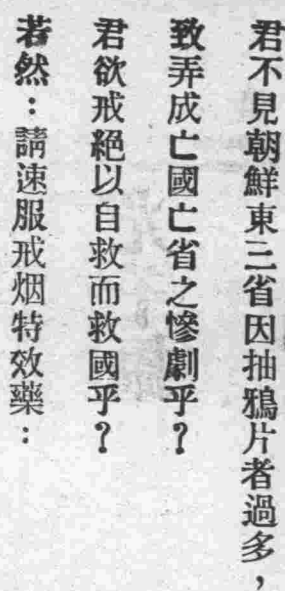 君不見朝鮮東三省因抽鴉片者過多，
致弄成亡國亡省之慘劇乎？
君欲戒絕以自救而救國乎？
若然：請速服戒烟特效藥：